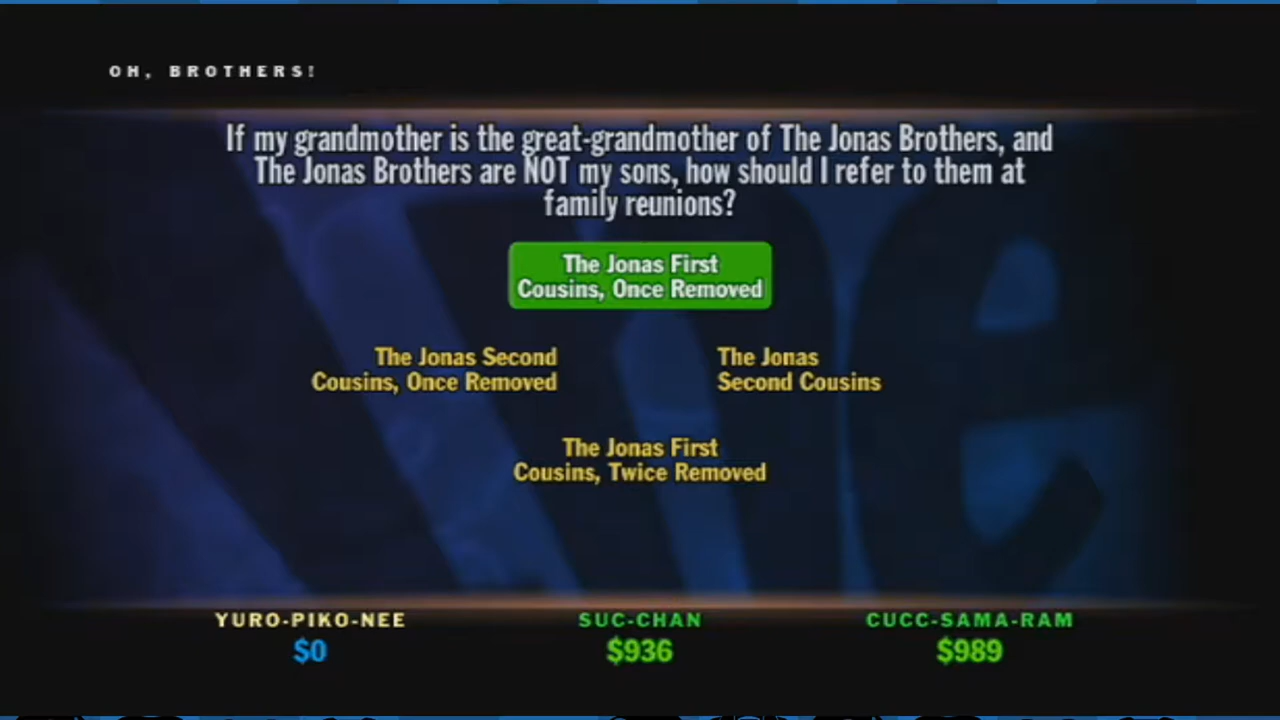 OH, BROTHERS!
If my grandmother is the great-grandmother of The Jonas Brothers, and
The Jonas Brothers are NOT my sons, how should I refer to them at
family reunions?
The Jonas First
Cousins, Once Removed
The Jonas Second
Cousins, Once Removed
The Jonas
Second Cousins
The Jonas First
Cousins, Twice Removed
YURO-PIKO-NEE
$0
SUC-CHAN
$936
CUCC-SAMA-RAM
$989